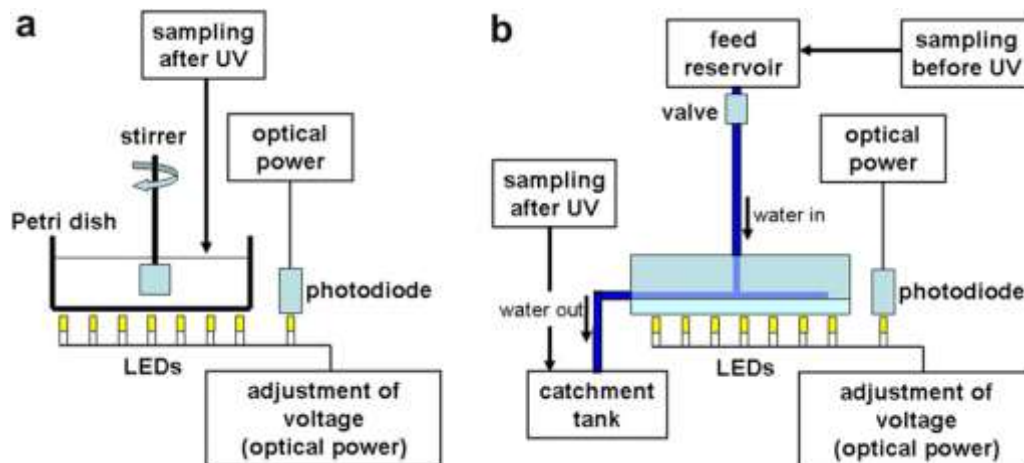 a
sampling
after UV
stirrer
optical
power
Petri dish
photodiode
LEDs
adjustment of
voltage
(optical power)
b
feed
reservoir
sampling
before UV
valve
optical
power
sampling
after UV
water in
water out
photodiode
LEDs
catchment
tank
adjustment of
voltage
(optical power)